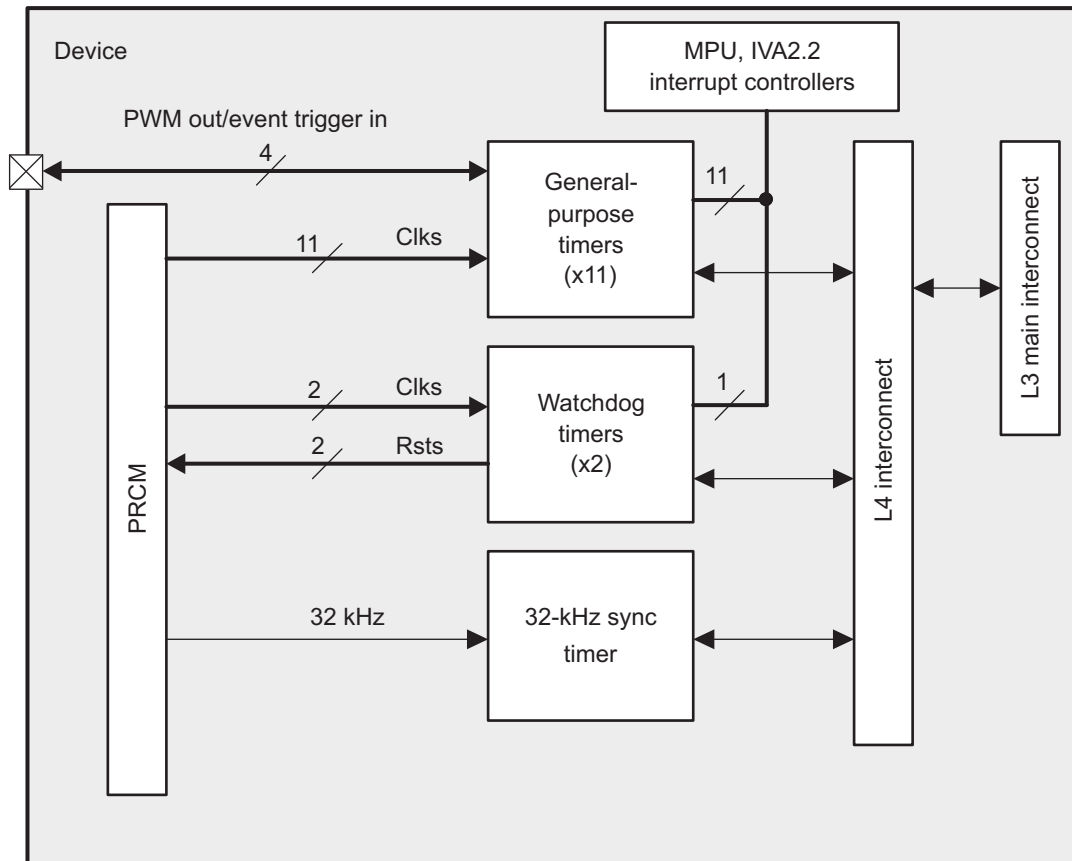 Device
MPU, IVA2.2
interrupt controllers
PWM out/event trigger in
4
General-
purpose
timers
(x11)
11
11
Clks
2
Clks
2
Rsts
Watchdog
timers
(x2)
1
PRCM
32 kHz
32-kHz sync
timer
L4 interconnect
L3 main interconnect